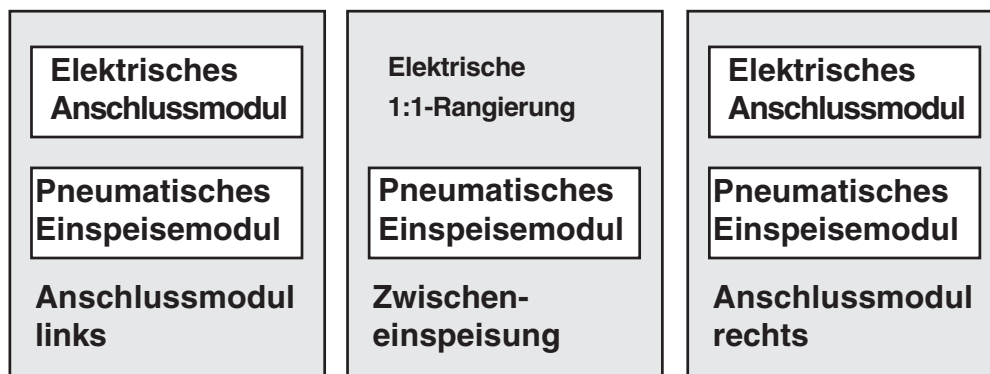 Elektrisches
Anschlussmodul
Pneumatisches
Einspeisemodul
Anschlussmodul
links
Elektrische
1:1-Rangierung
Pneumatisches
Einspeisemodul
Zwischen-
einspeisung
Elektrisches
Anschlussmodul
Pneumatisches
Einspeisemodul
Anschlussmodul
rechts